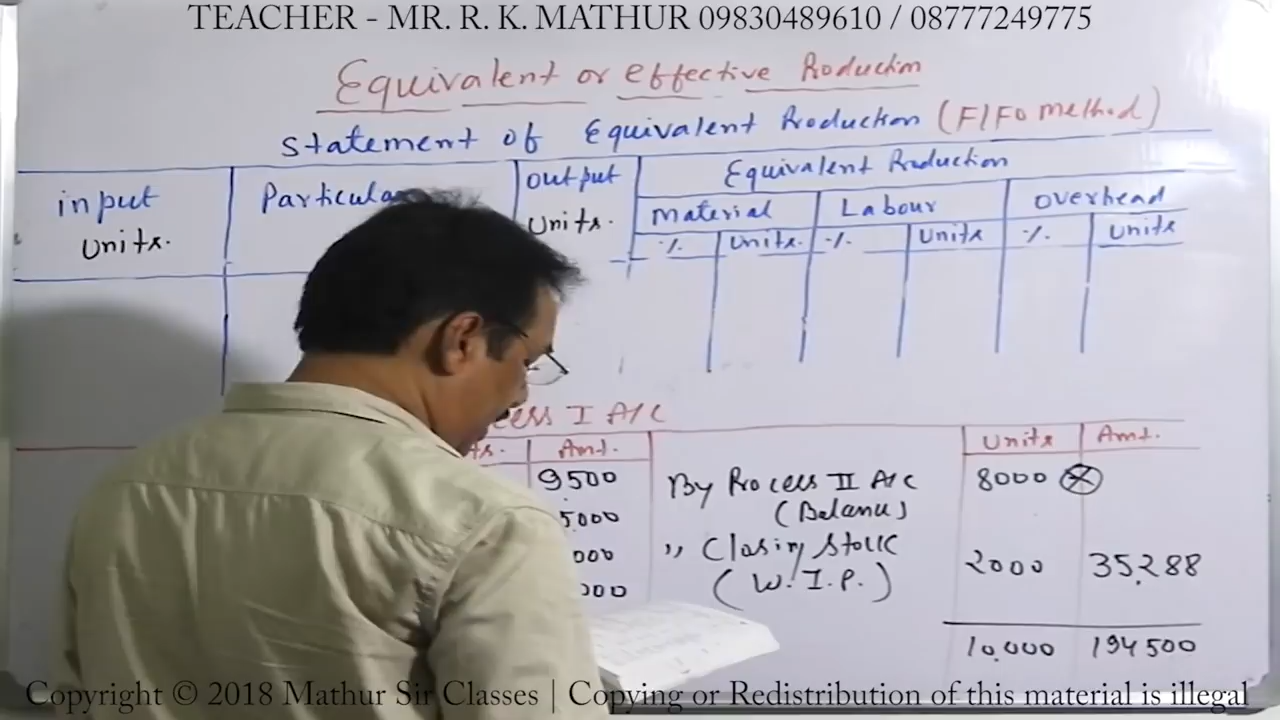 TEACHER - MR. R. K. MATHUR 09830489610 / 08777249775
Equivalent or effective Production
Statement of Equivalent Production (FIFO method)
input Units.
Output Units.
Equivalent Production
Material
Labour
Overhead
% Units. % Units % Units
I A/C
Amt.
Units Amt.
9500 By Process II A/C 8000
(Balance)
5000
,, Closing Stock 2000 35,288
000
(W.I.P.)
000
10,000 194500
Copyright © 2018 Mathur Sir Classes | Copying or Redistribution of this material is illegal